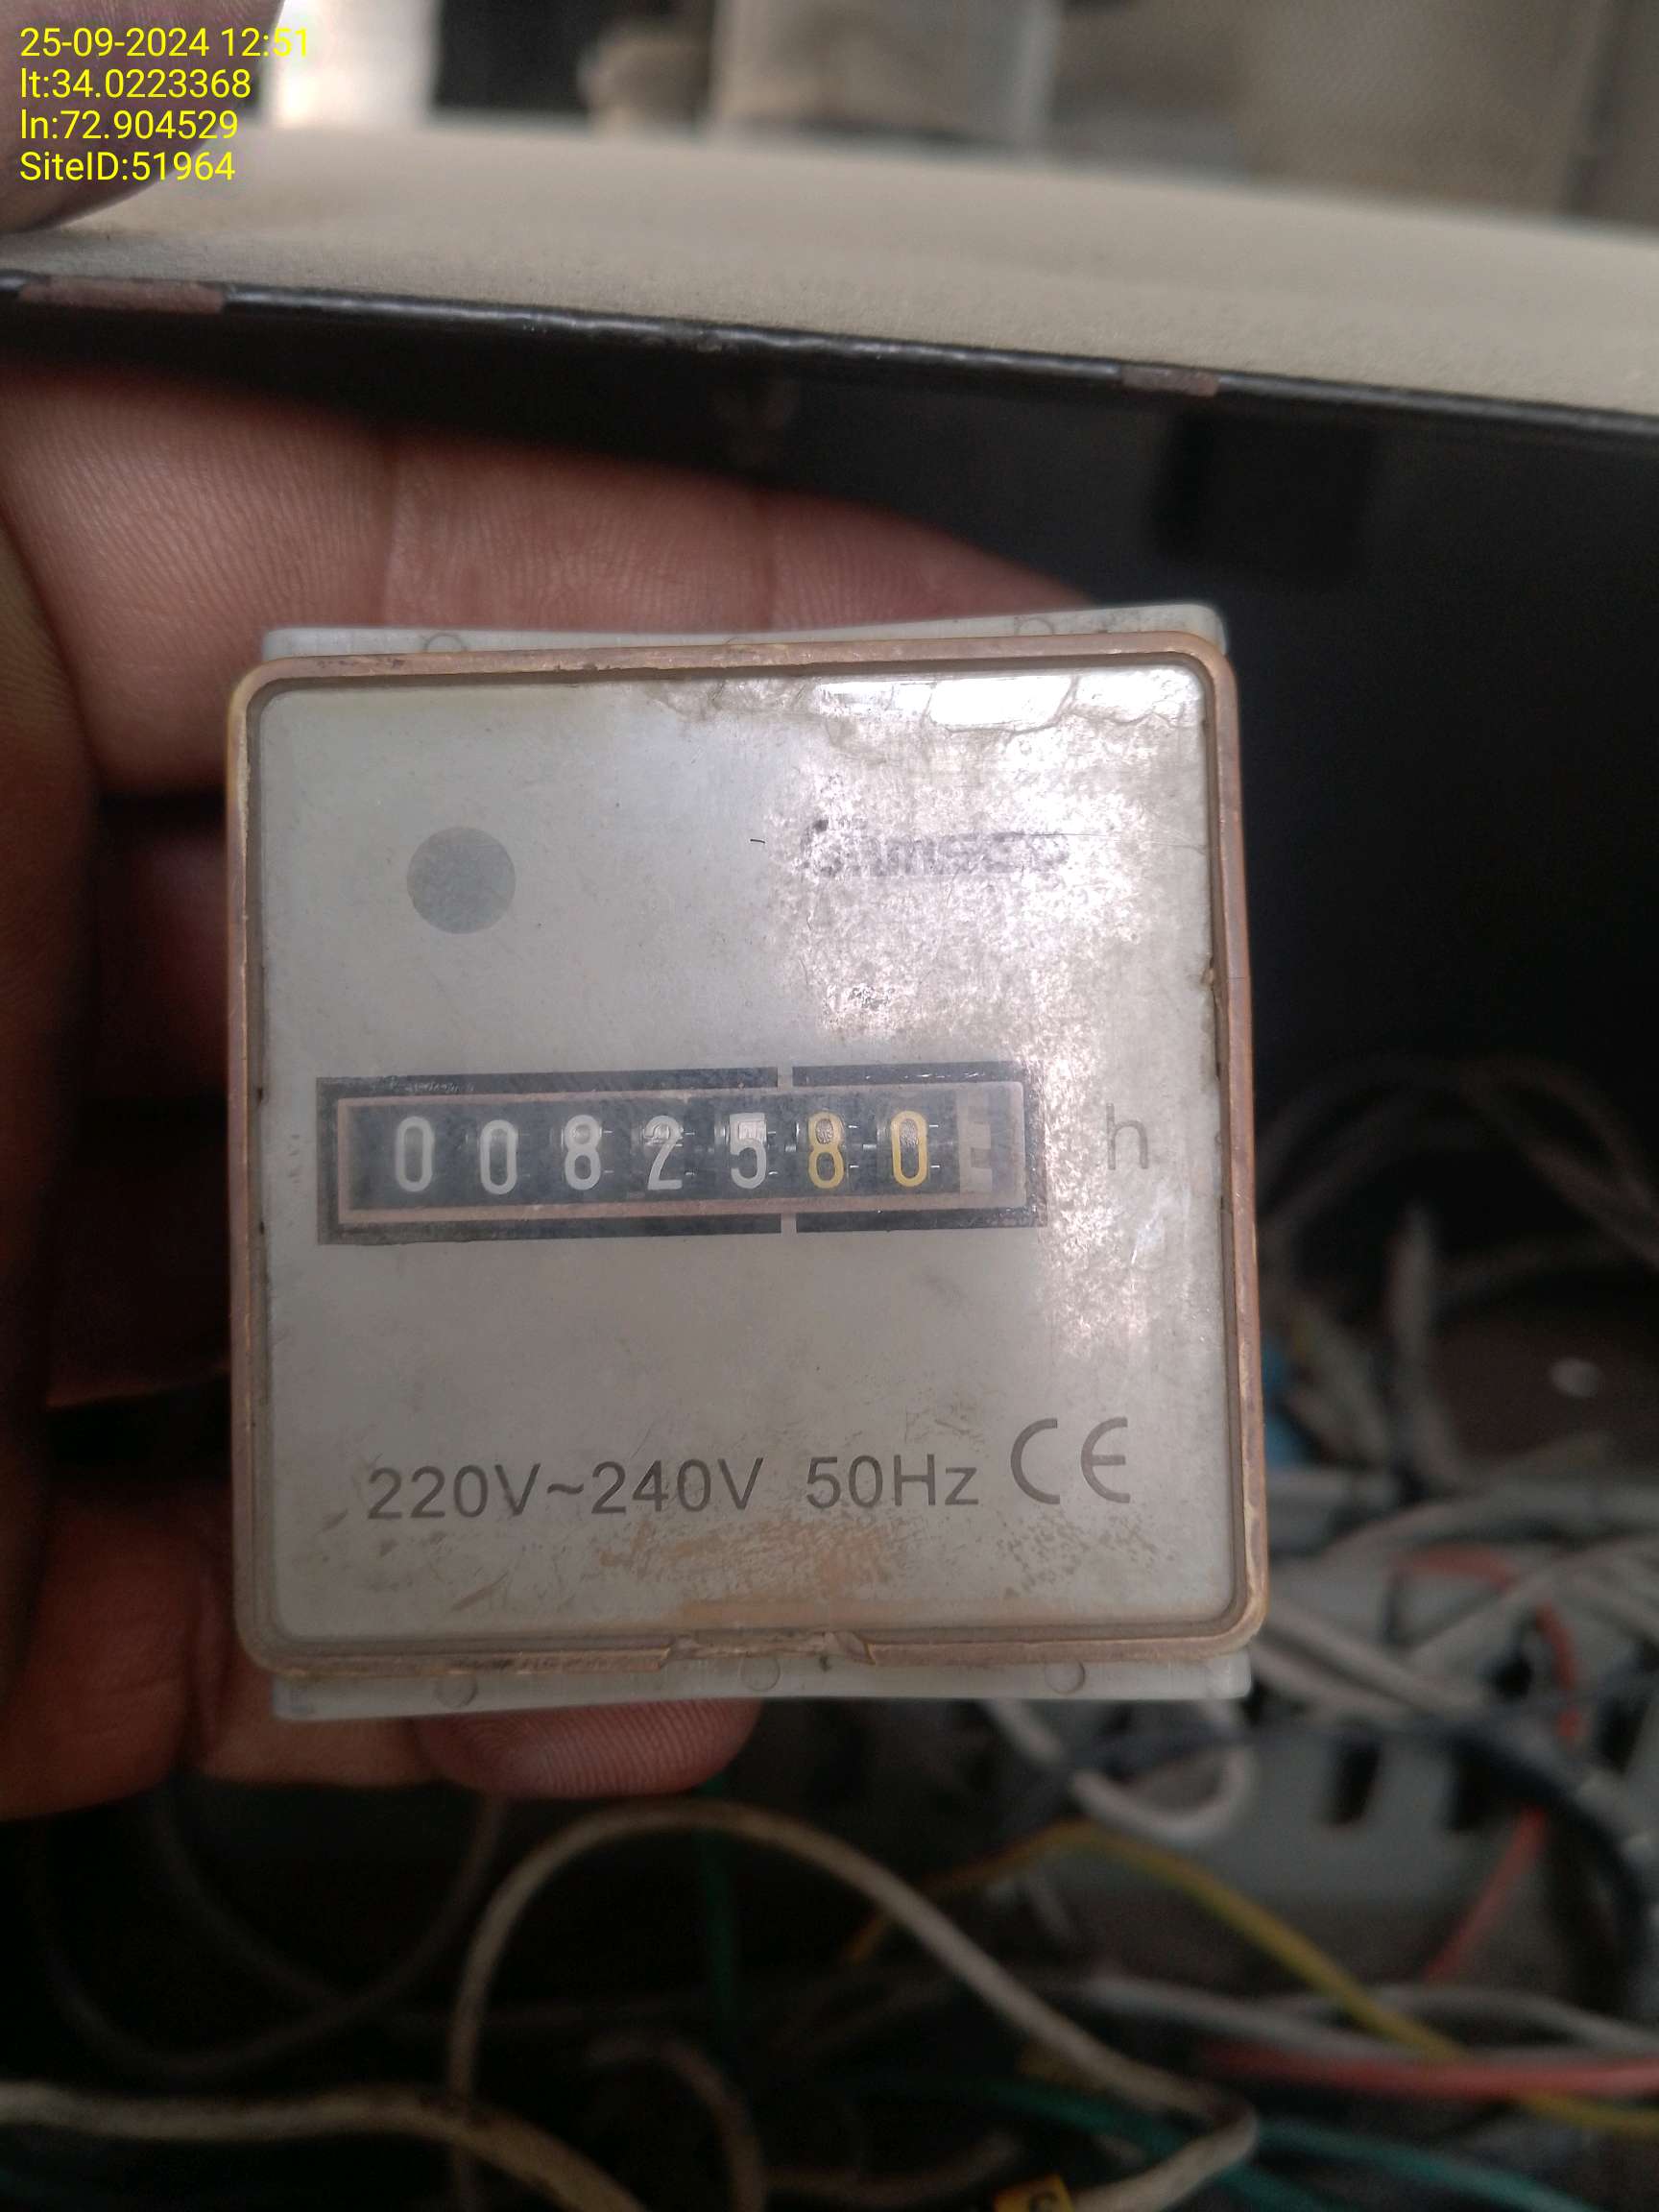 25-09-2024 12:51
lt:34.0223368
ln:72.904529
SiteID:51964
0082580
h
220V~240V 50Hz CE